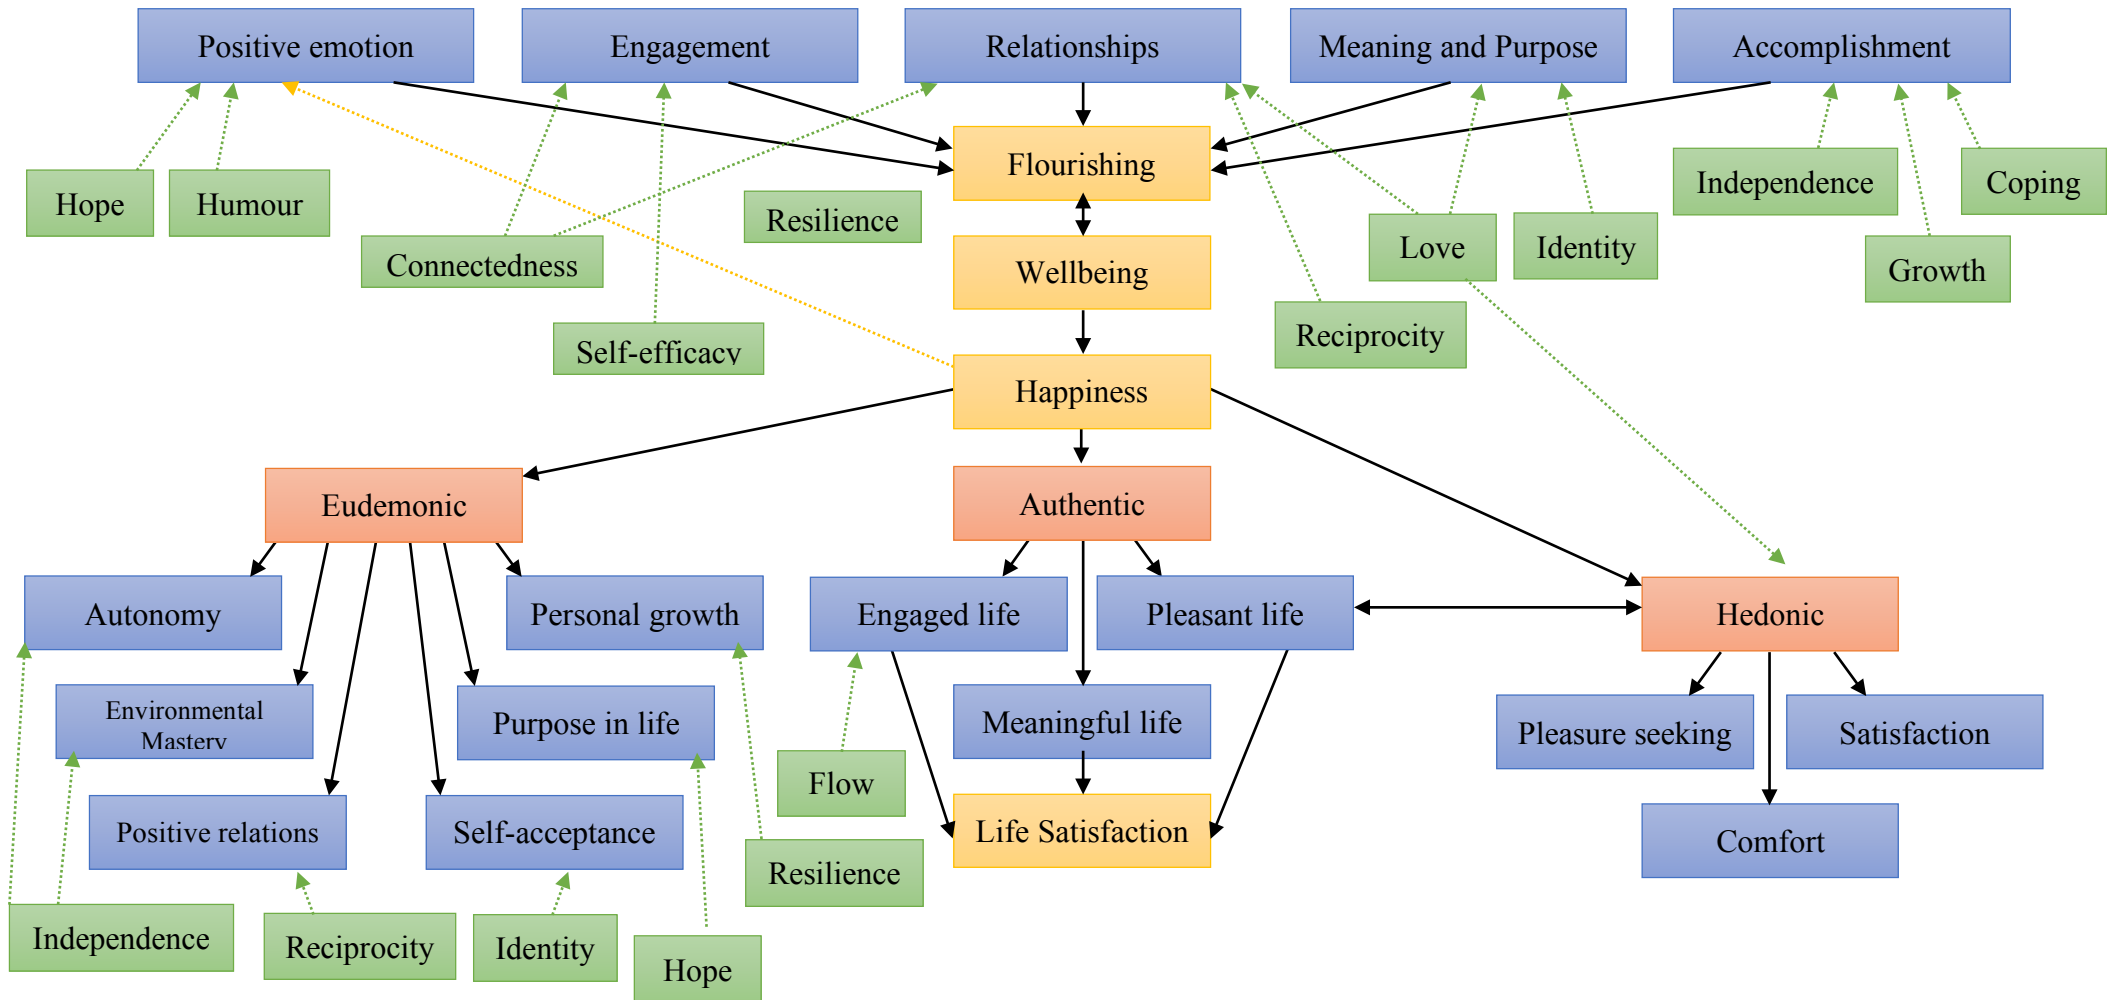 Positive emotion
Engagement
Relationships
Meaning and Purpose
Accomplishment
Flourishing
Hope
Humour
Resilience
Independence
Coping
Connectedness
Wellbeing
Love
Identity
Growth
Self-efficacy
Reciprocity
Happiness
Eudemonic
Authentic
Autonomy
Personal growth
Engaged life
Pleasant life
Hedonic
Environmental
Mastery
Purpose in life
Meaningful life
Pleasure seeking
Satisfaction
Flow
Positive relations
Self-acceptance
Life Satisfaction
Comfort
Resilience
Independence
Reciprocity
Identity
Hope